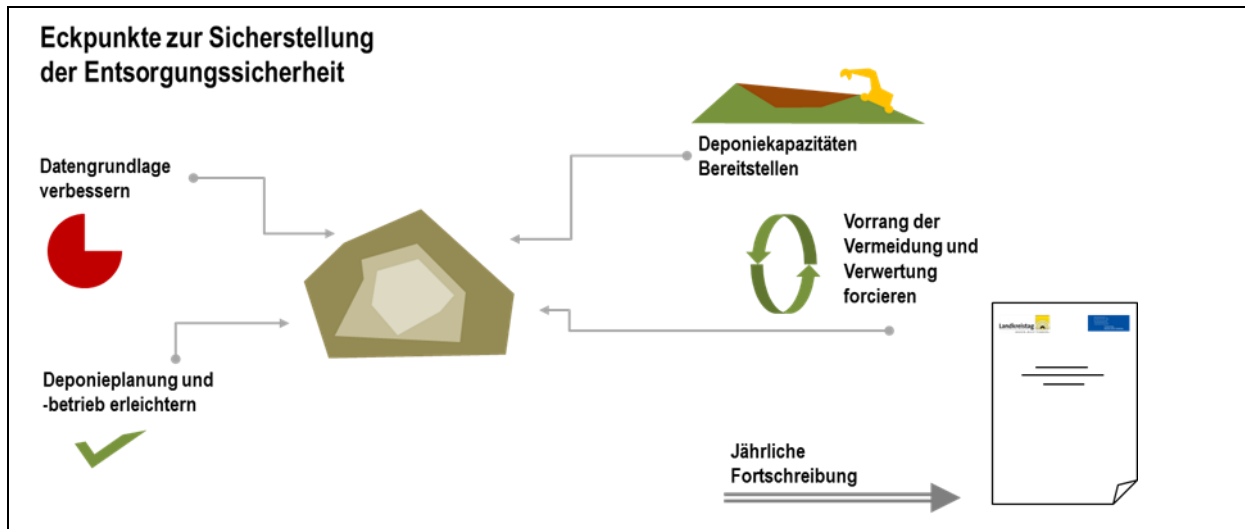 Eckpunkte zur Sicherstellung
der Entsorgungssicherheit
Deponiekapazitäten
Bereitstellen
Datengrundlage
verbessern
Vorrang der
Vermeidung und
Verwertung
forcieren
Landkreistag
Deponieplanung und
-betrieb erleichtern
Jährliche
Fortschreibung